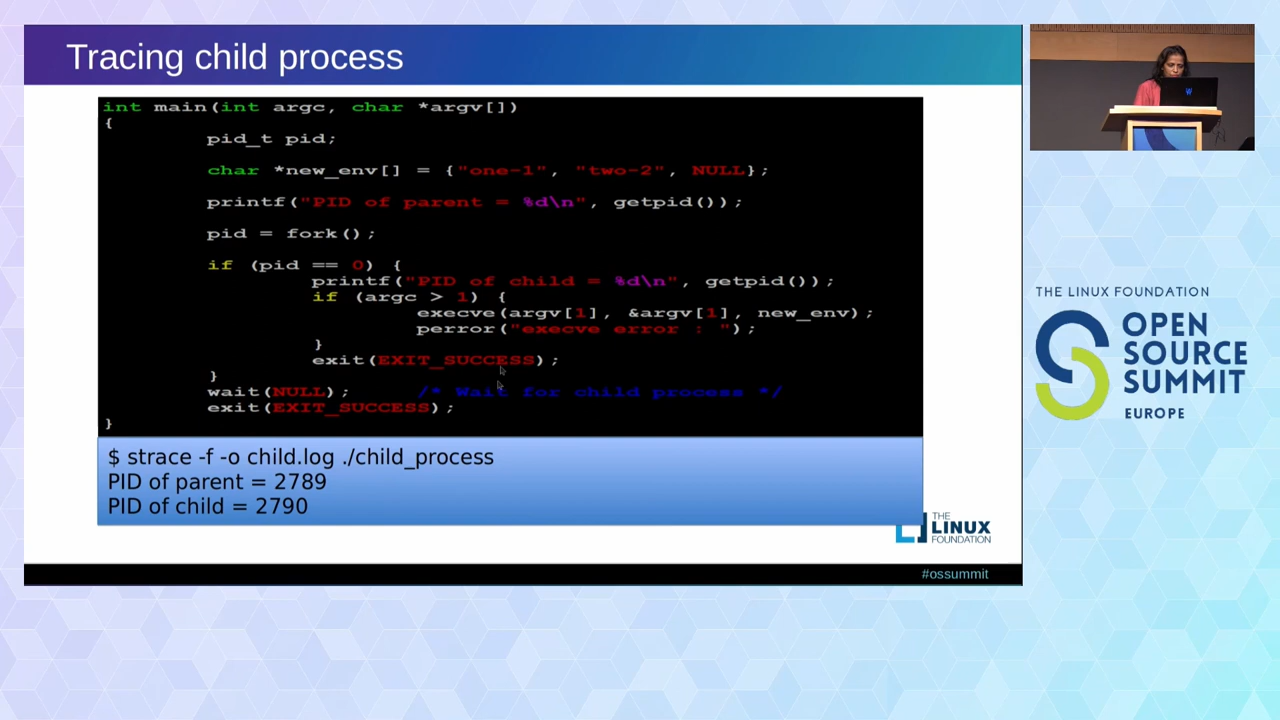 Tracing child process
int main(int argc, char *argv[])
{
pid_t pid;
char *new_env[] = {"one-1", "two-2", NULL};
printf("PID of parent = %d\n", getpid());
pid = fork();
if (pid == 0) {
printf("PID of child = %d\n", getpid());
if (argc > 1) {
execve(argv[1], &argv[1], new_env);
perror("execve error : ");
}
exit(EXIT_SUCCESS);
}
wait(NULL); /* Wait for child process */
exit(EXIT_SUCCESS);
}
$ strace -f -o child.log ./child_process
PID of parent = 2789
PID of child = 2790
THE
LINUX
FOUNDATION
#ossummit
THE LINUX FOUNDATION
OPEN
SOURCE
SUMMIT
EUROPE